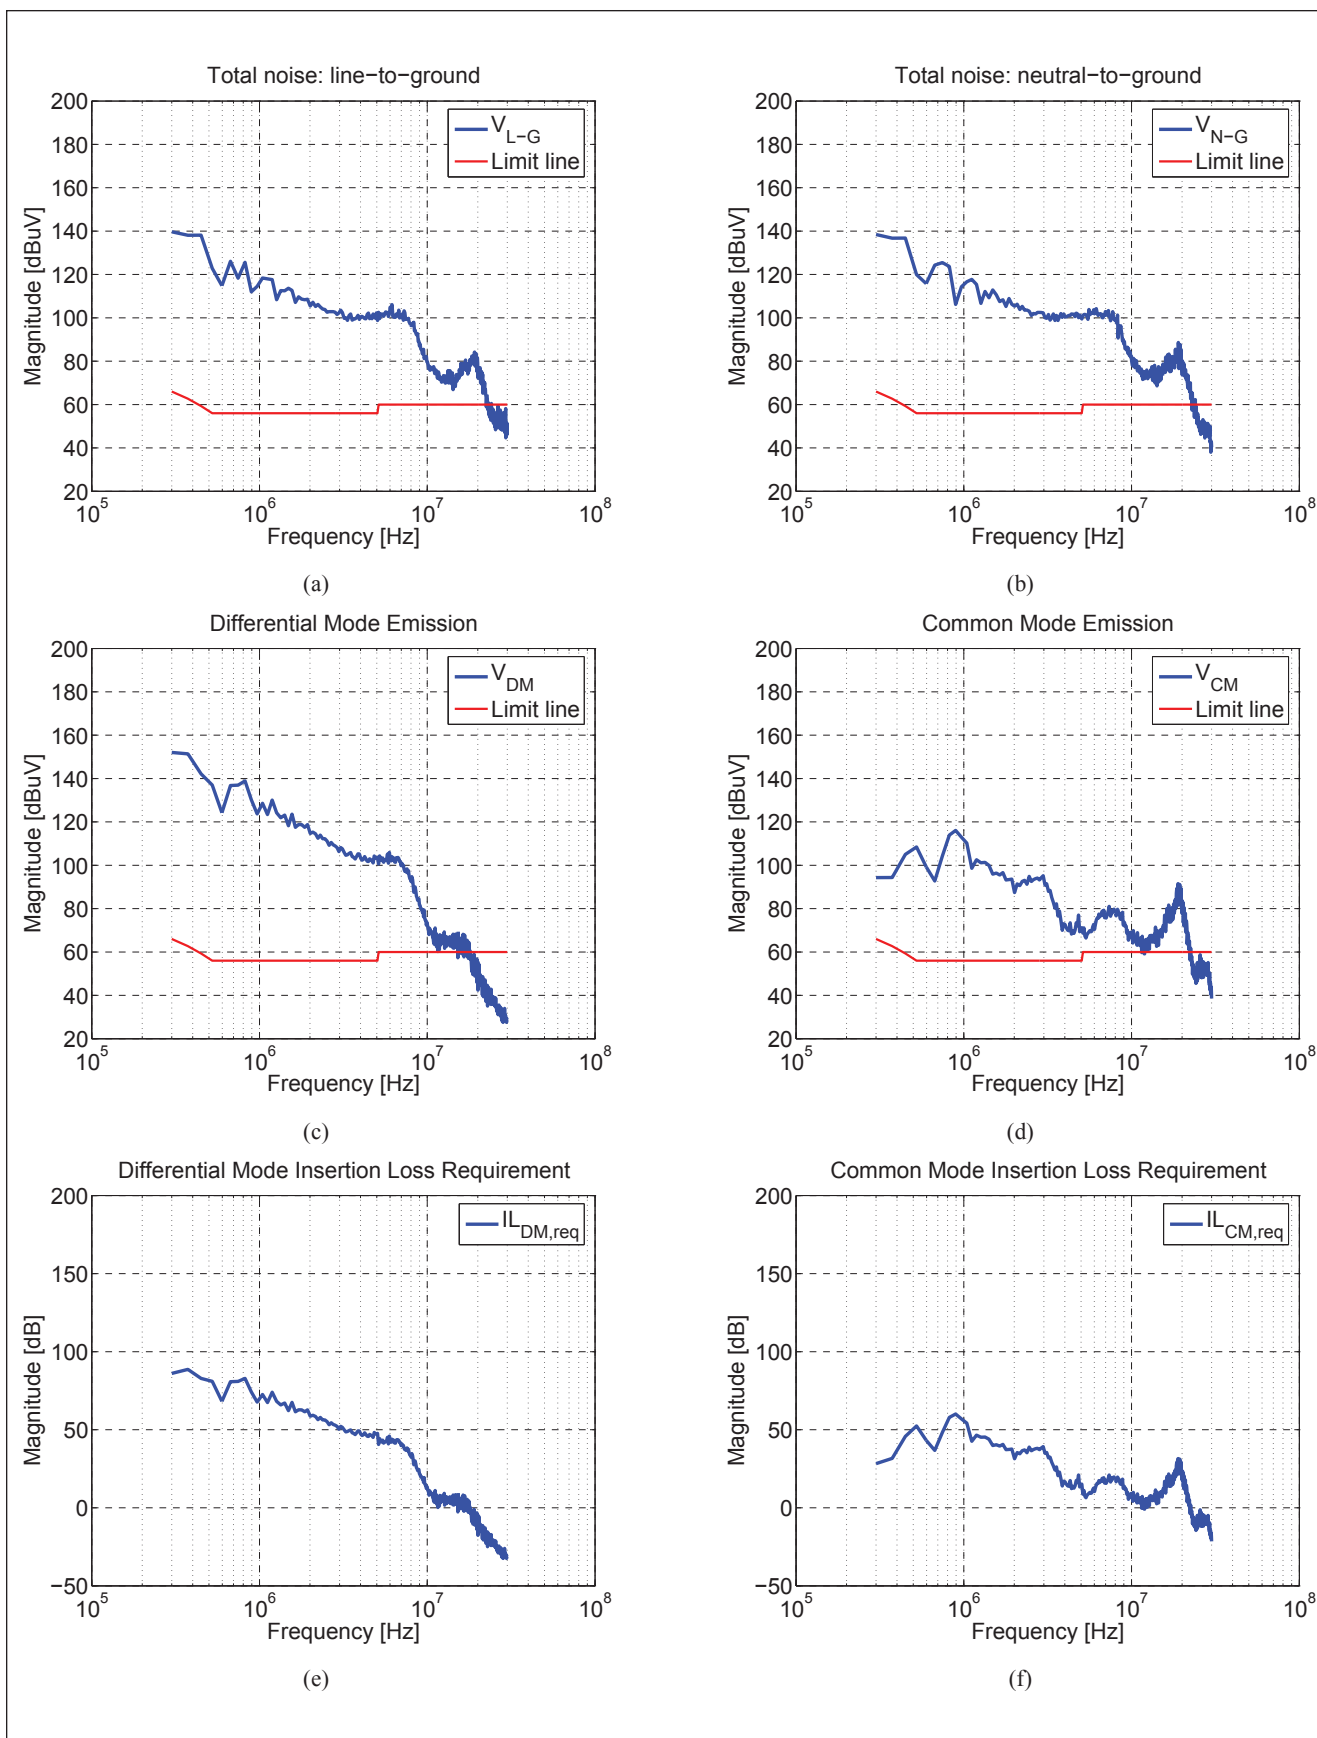 Total noise: line−to−ground
Magnitude [dBuV]
200
180
160
140
120
100
80
60
40
20
V_L−G
Limit line
10^5
10^6
10^7
10^8
Frequency [Hz]
(a)
Total noise: neutral−to−ground
Magnitude [dBuV]
200
180
160
140
120
100
80
60
40
20
V_N−G
Limit line
10^5
10^6
10^7
10^8
Frequency [Hz]
(b)
Differential Mode Emission
Magnitude [dBuV]
200
180
160
140
120
100
80
60
40
20
V_DM
Limit line
10^5
10^6
10^7
10^8
Frequency [Hz]
(c)
Common Mode Emission
Magnitude [dBuV]
200
180
160
140
120
100
80
60
40
20
V_CM
Limit line
10^5
10^6
10^7
10^8
Frequency [Hz]
(d)
Differential Mode Insertion Loss Requirement
Magnitude [dB]
200
150
100
50
0
−50
IL_DM,req
10^5
10^6
10^7
10^8
Frequency [Hz]
(e)
Common Mode Insertion Loss Requirement
Magnitude [dB]
200
150
100
50
0
−50
IL_CM,req
10^5
10^6
10^7
10^8
Frequency [Hz]
(f)